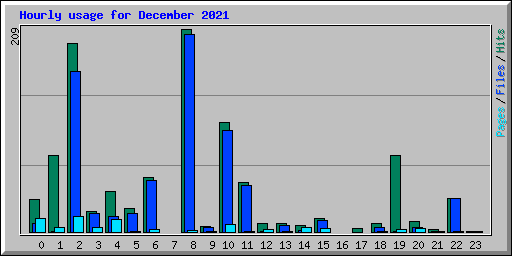 Hourly usage for December 2021
209
Pages / Files / Hits
0 1 2 3 4 5 6 7 8 9 10 11 12 13 14 15 16 17 18 19 20 21 22 23